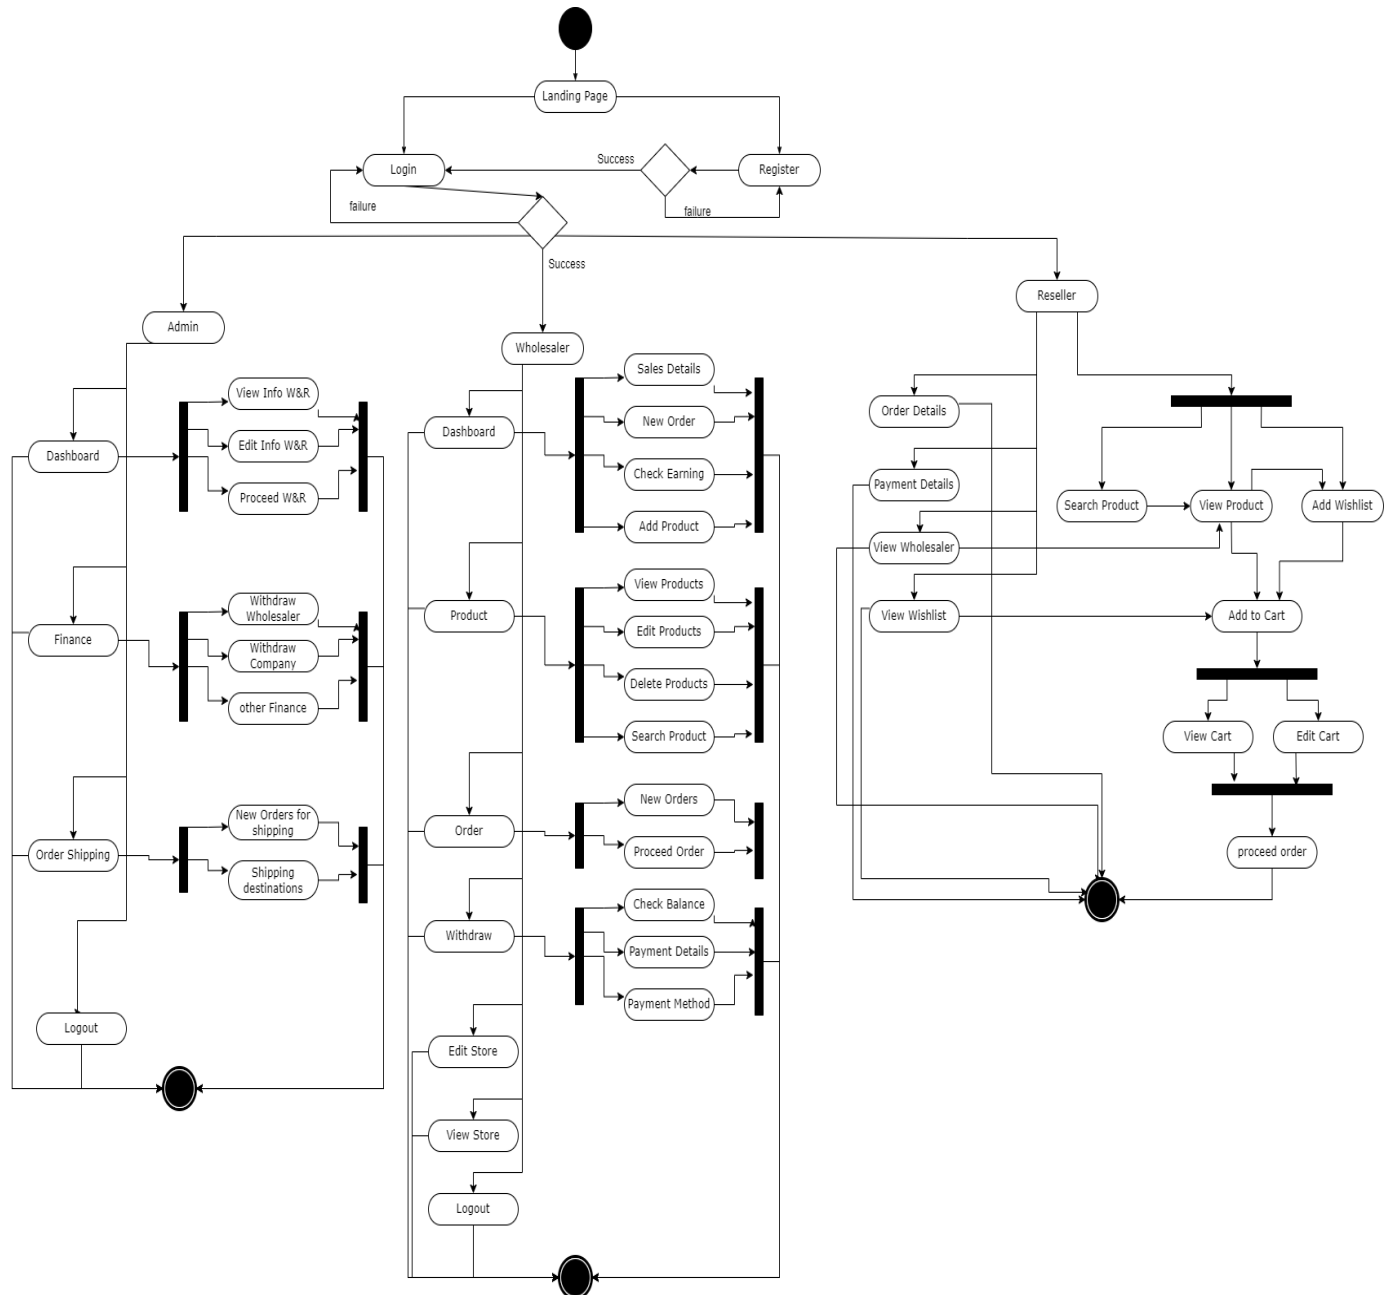 Landing Page
Login
Success
Register
failure
failure
Success
Admin
Wholesaler
Reseller
Dashboard
View Info W&R
Edit Info W&R
Proceed W&R
Finance
Withdraw
Wholesaler
Withdraw
Company
other Finance
Order Shipping
New Orders for
shipping
Shipping
destinations
Logout
Dashboard
Sales Details
New Order
Check Earning
Add Product
Product
View Products
Edit Products
Delete Products
Search Product
Order
New Orders
Proceed Order
Withdraw
Check Balance
Payment Details
Payment Method
Edit Store
View Store
Logout
Order Details
Payment Details
View Wholesaler
View Wishlist
Search Product
View Product
Add Wishlist
Add to Cart
View Cart
Edit Cart
proceed order